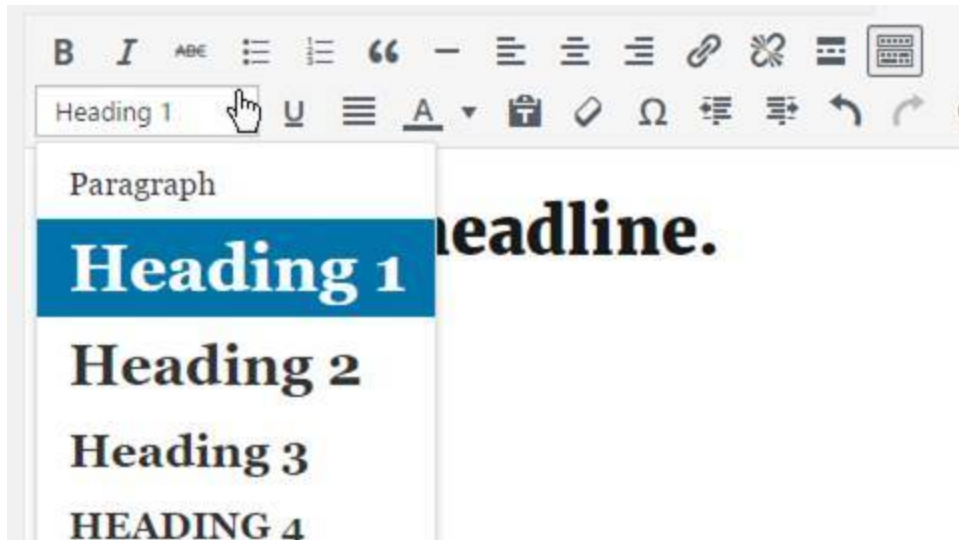 B I ABC
Heading 1 U A T Ω
Paragraph
headline.
Heading 1
Heading 2
Heading 3
HEADING 4